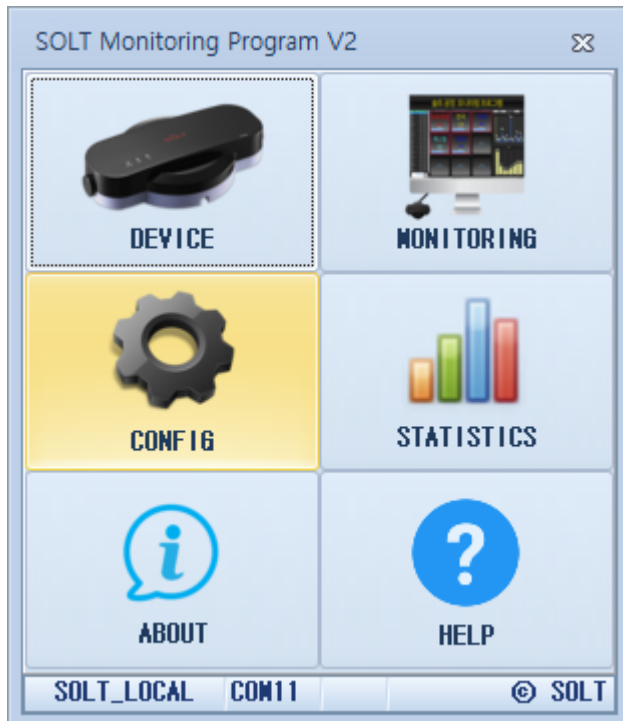 SOLT Monitoring Program V2
DEVICE
MONITORING
CONFIG
STATISTICS
ABOUT
HELP
SOLT_LOCAL COM11 © SOLT